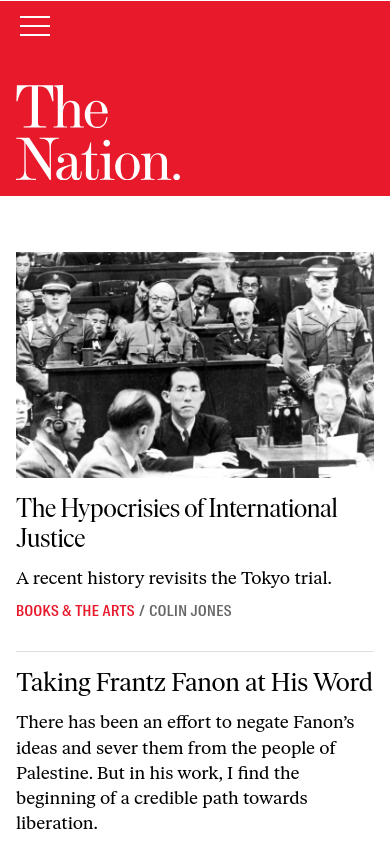 The
Nation.
The Hypocrisies of International
Justice
A recent history revisits the Tokyo trial.
BOOKS & THE ARTS / COLIN JONES
Taking Frantz Fanon at His Word
There has been an effort to negate Fanon’s
ideas and sever them from the people of
Palestine. But in his work, I find the
beginning of a credible path towards
liberation.